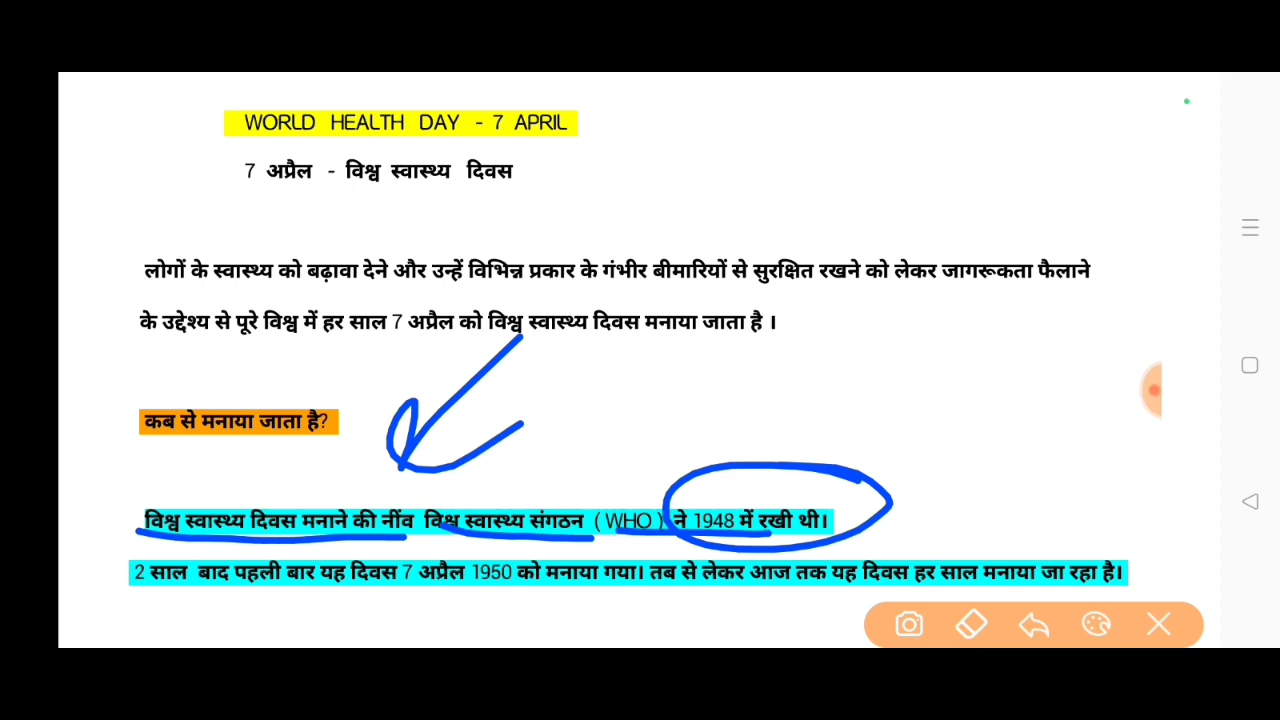 WORLD HEALTH DAY - 7 APRIL
7 अप्रैल - विश्व स्वास्थ्य दिवस
लोगों के स्वास्थ्य को बढ़ावा देने और उन्हें विभिन्न प्रकार के गंभीर बीमारियों से सुरक्षित रखने को लेकर जागरूकता फैलाने
के उद्देश्य से पूरे विश्व में हर साल 7 अप्रैल को विश्व स्वास्थ्य दिवस मनाया जाता है ।
कब से मनाया जाता है?
विश्व स्वास्थ्य दिवस मनाने की नींव विश्व स्वास्थ्य संगठन ( WHO ) ने 1948 में रखी थी।
2 साल बाद पहली बार यह दिवस 7 अप्रैल 1950 को मनाया गया। तब से लेकर आज तक यह दिवस हर साल मनाया जा रहा है।